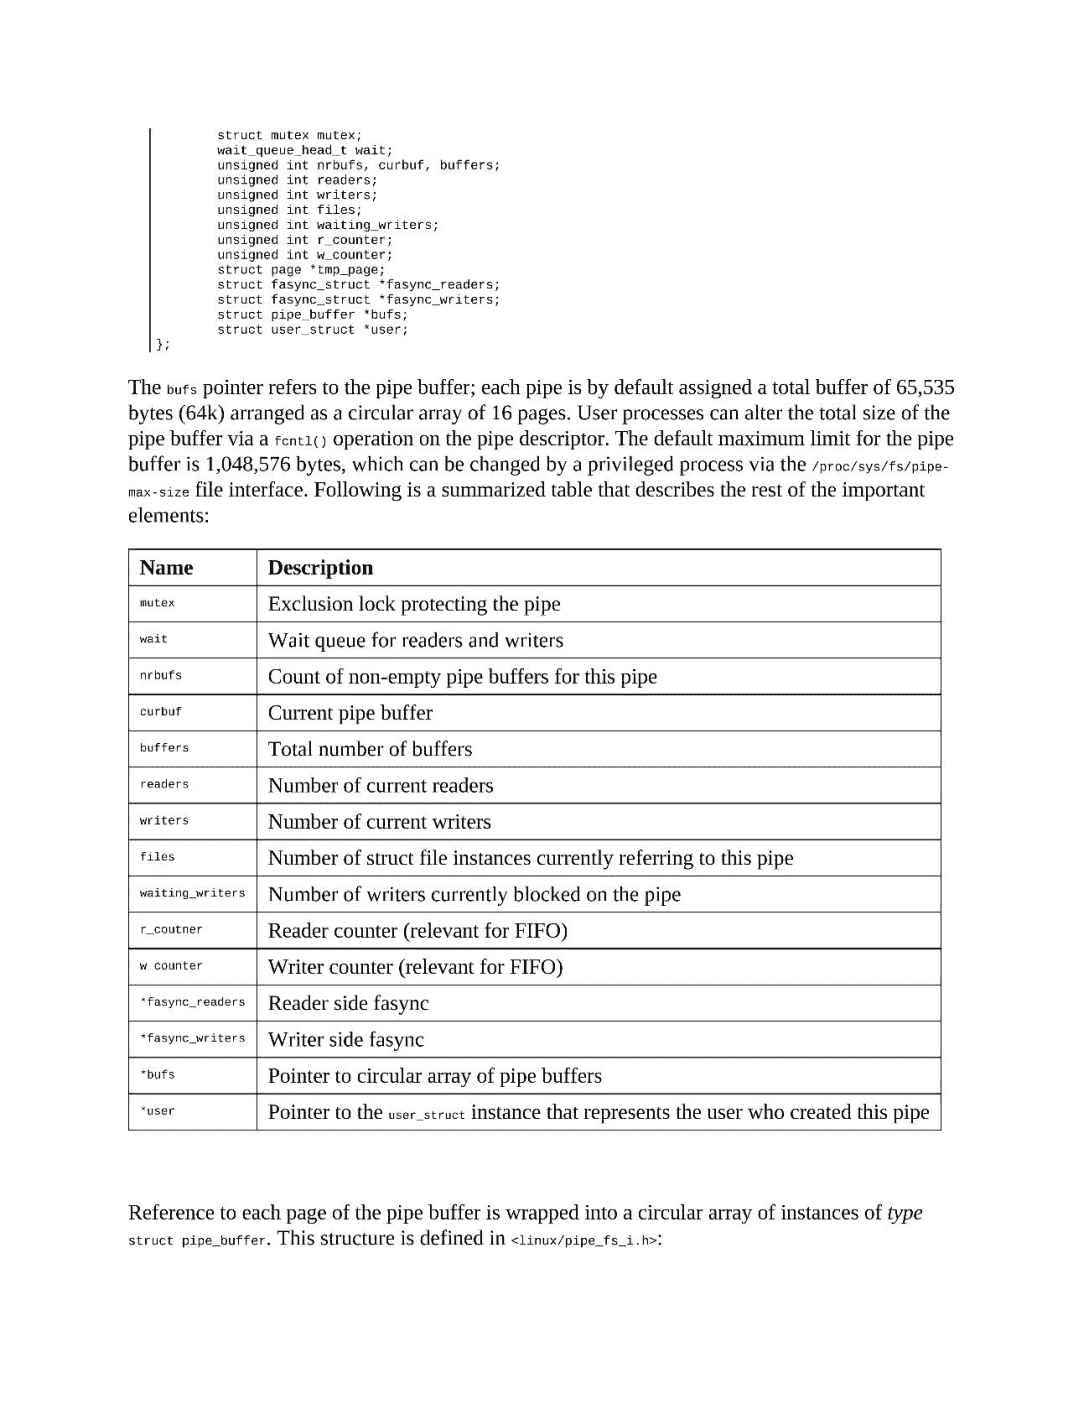 struct mutex mutex;
wait_queue_head_t wait;
unsigned int nrbufs, curbuf, buffers;
unsigned int readers;
unsigned int writers;
unsigned int files;
unsigned int waiting_writers;
unsigned int r_counter;
unsigned int w_counter;
struct page *tmp_page;
struct fasync_struct *fasync_readers;
struct fasync_struct *fasync_writers;
struct pipe_buffer *bufs;
struct user_struct *user;
};
The bufs pointer refers to the pipe buffer; each pipe is by default assigned a total buffer of 65,535
bytes (64k) arranged as a circular array of 16 pages. User processes can alter the total size of the
pipe buffer via a fcntl() operation on the pipe descriptor. The default maximum limit for the pipe
buffer is 1,048,576 bytes, which can be changed by a privileged process via the /proc/sys/fs/pipe-
max-size file interface. Following is a summarized table that describes the rest of the important
elements:
Name Description
mutex Exclusion lock protecting the pipe
wait Wait queue for readers and writers
nrbufs Count of non-empty pipe buffers for this pipe
curbuf Current pipe buffer
buffers Total number of buffers
readers Number of current readers
writers Number of current writers
files Number of struct file instances currently referring to this pipe
waiting_writers Number of writers currently blocked on the pipe
r_coutner Reader counter (relevant for FIFO)
w counter Writer counter (relevant for FIFO)
*fasync_readers Reader side fasync
*fasync_writers Writer side fasync
*bufs Pointer to circular array of pipe buffers
*user Pointer to the user_struct instance that represents the user who created this pipe
Reference to each page of the pipe buffer is wrapped into a circular array of instances of type
struct pipe_buffer. This structure is defined in <linux/pipe_fs_i.h>: